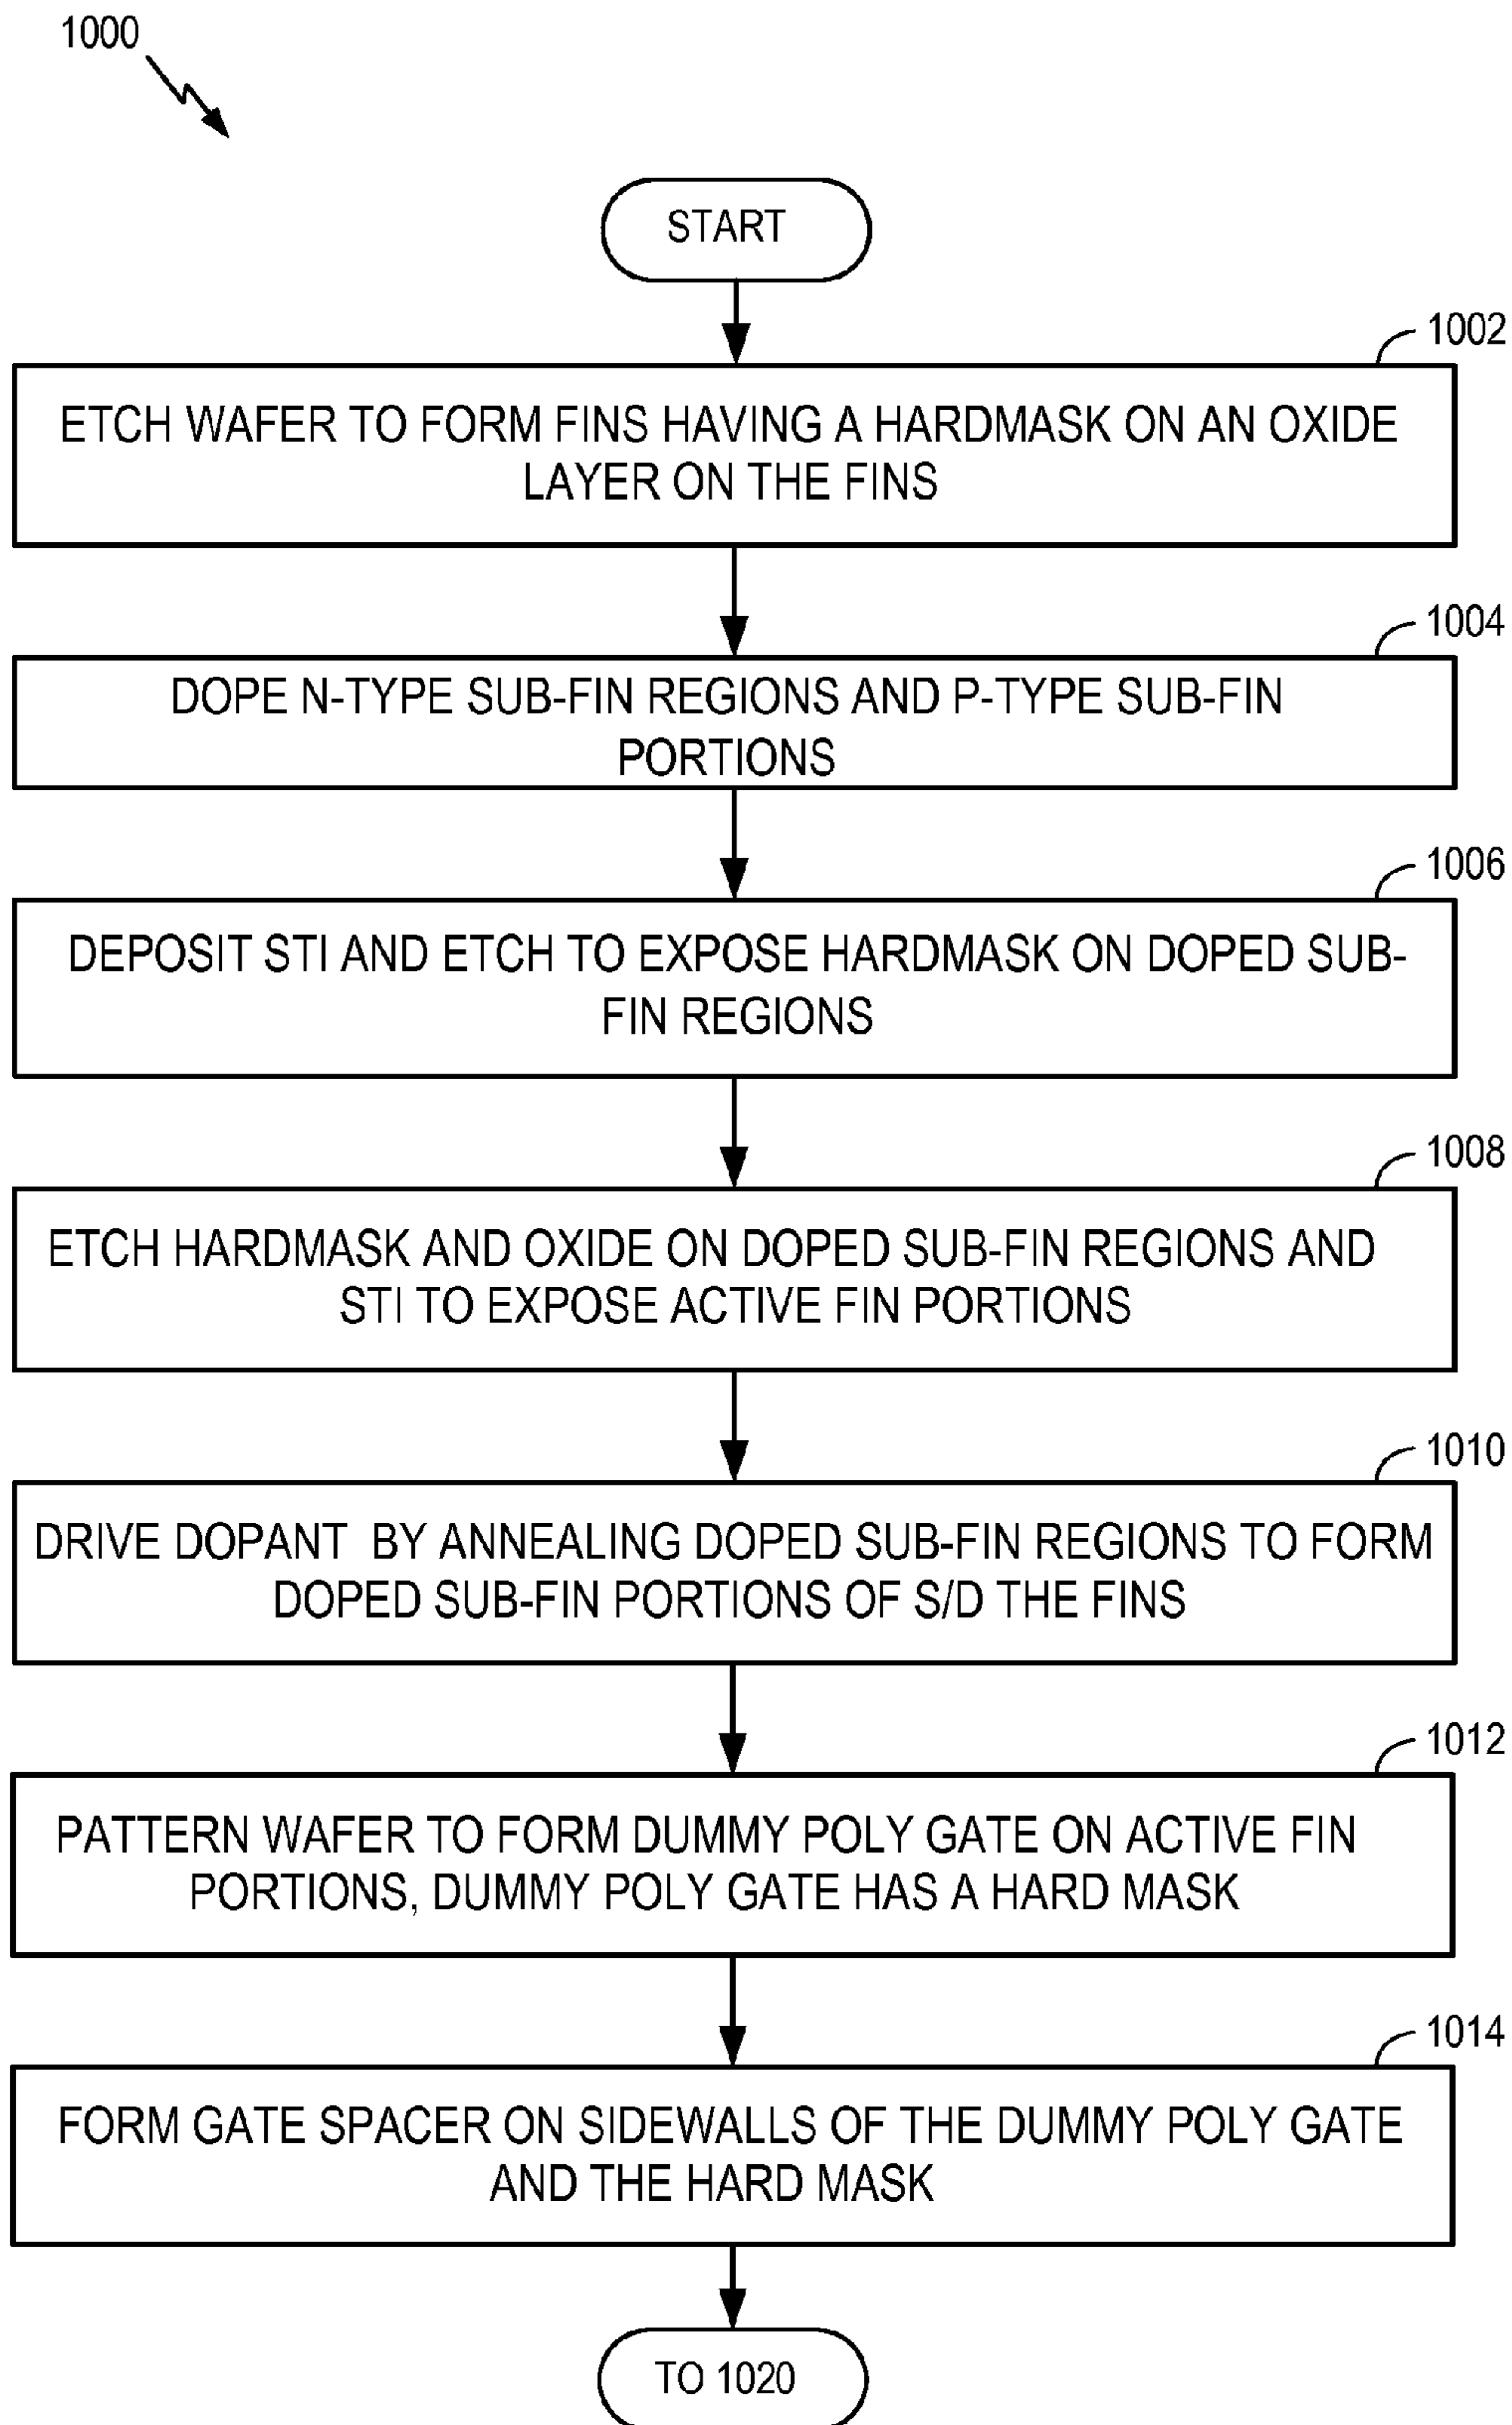 1000
START
1002
ETCH WAFER TO FORM FINS HAVING A HARDMASK ON AN OXIDE
LAYER ON THE FINS
1004
DOPE N-TYPE SUB-FIN REGIONS AND P-TYPE SUB-FIN
PORTIONS
1006
DEPOSIT STI AND ETCH TO EXPOSE HARDMASK ON DOPED SUB-
FIN REGIONS
1008
ETCH HARDMASK AND OXIDE ON DOPED SUB-FIN REGIONS AND
STI TO EXPOSE ACTIVE FIN PORTIONS
1010
DRIVE DOPANT BY ANNEALING DOPED SUB-FIN REGIONS TO FORM
DOPED SUB-FIN PORTIONS OF S/D THE FINS
1012
PATTERN WAFER TO FORM DUMMY POLY GATE ON ACTIVE FIN
PORTIONS, DUMMY POLY GATE HAS A HARD MASK
1014
FORM GATE SPACER ON SIDEWALLS OF THE DUMMY POLY GATE
AND THE HARD MASK
TO 1020